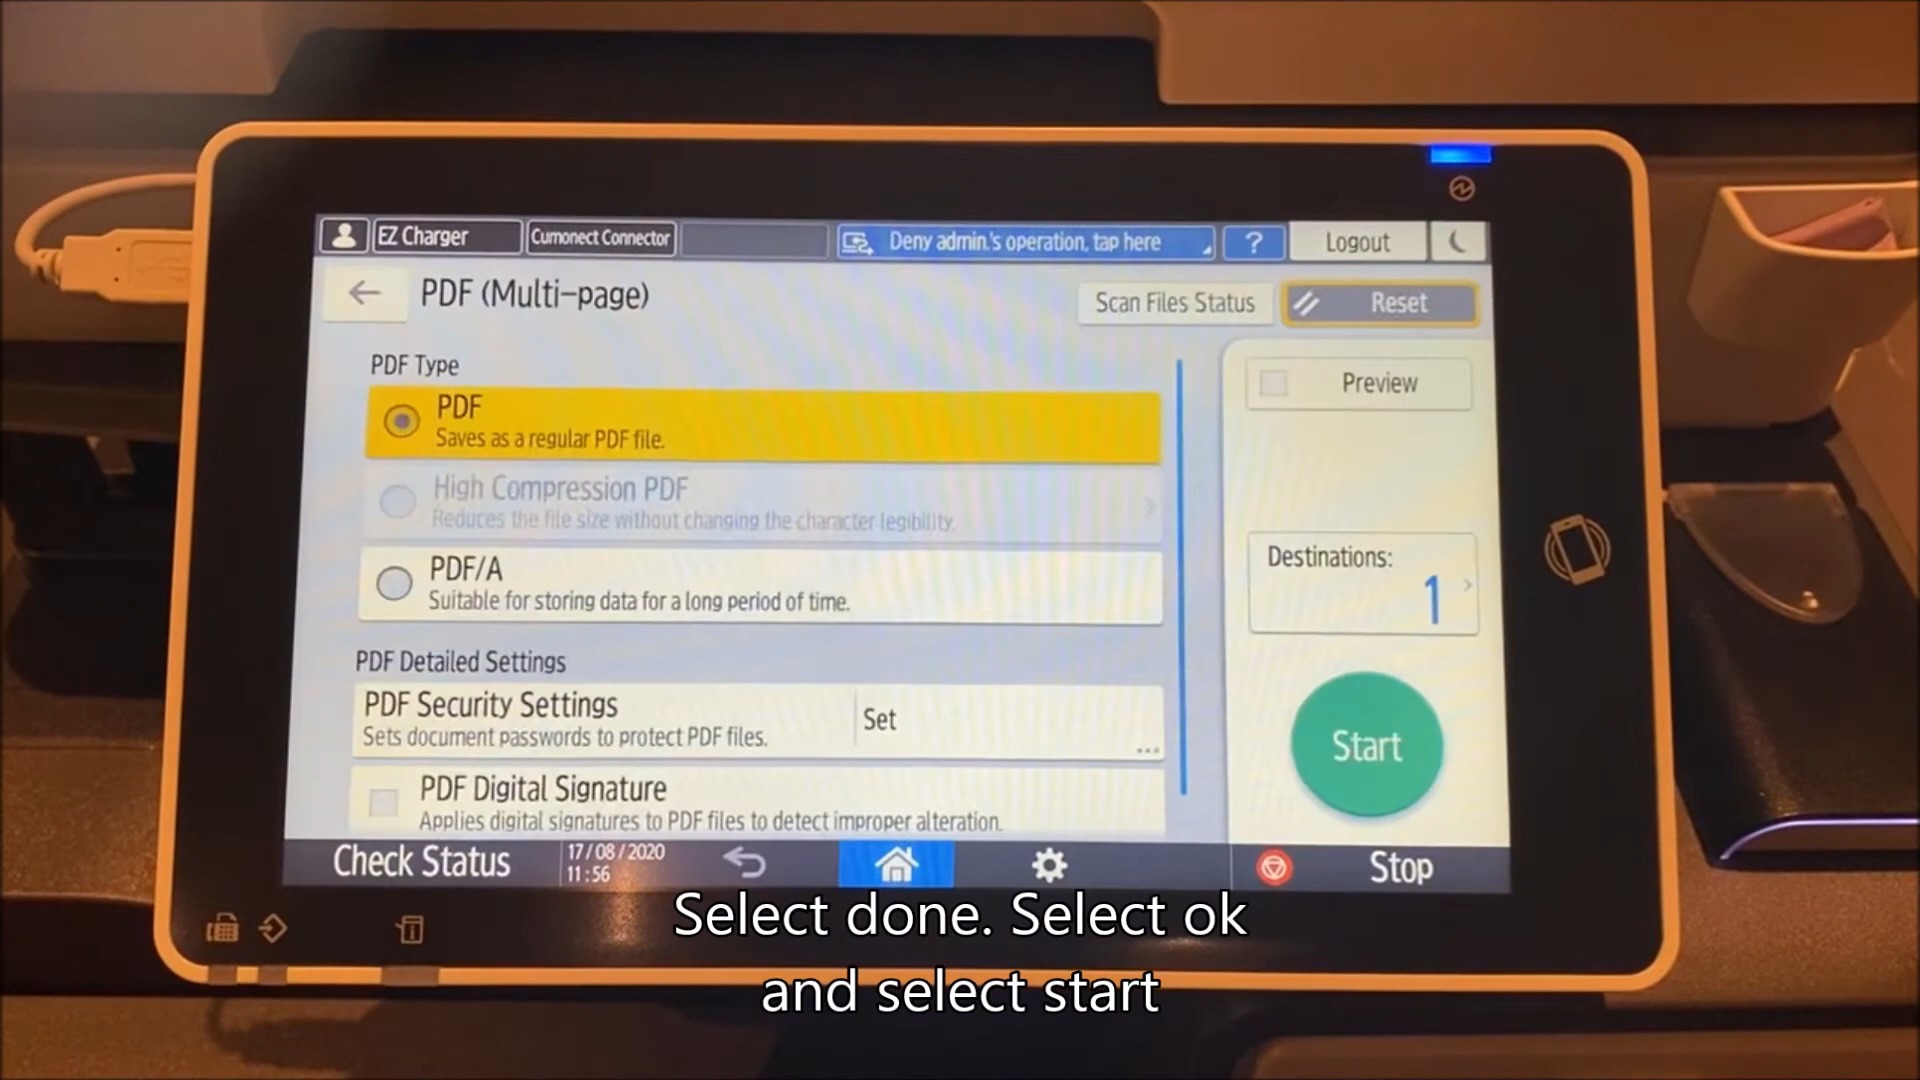 EZ Charger
Cumonect Connector
Deny admin.'s operation, tap here
?
Logout
PDF (Multi-page)
Scan Files Status
Reset
PDF Type
PDF
Saves as a regular PDF file.
High Compression PDF
Reduces the file size without changing the character legibility.
PDF/A
Suitable for storing data for a long period of time.
PDF Detailed Settings
PDF Security Settings
Sets document passwords to protect PDF files.
Set
...
PDF Digital Signature
Applies digital signatures to PDF files to detect improper alteration.
Preview
Destinations:
1
Start
Check Status
17/08/2020
11:56
Stop
Select done. Select ok
and select start